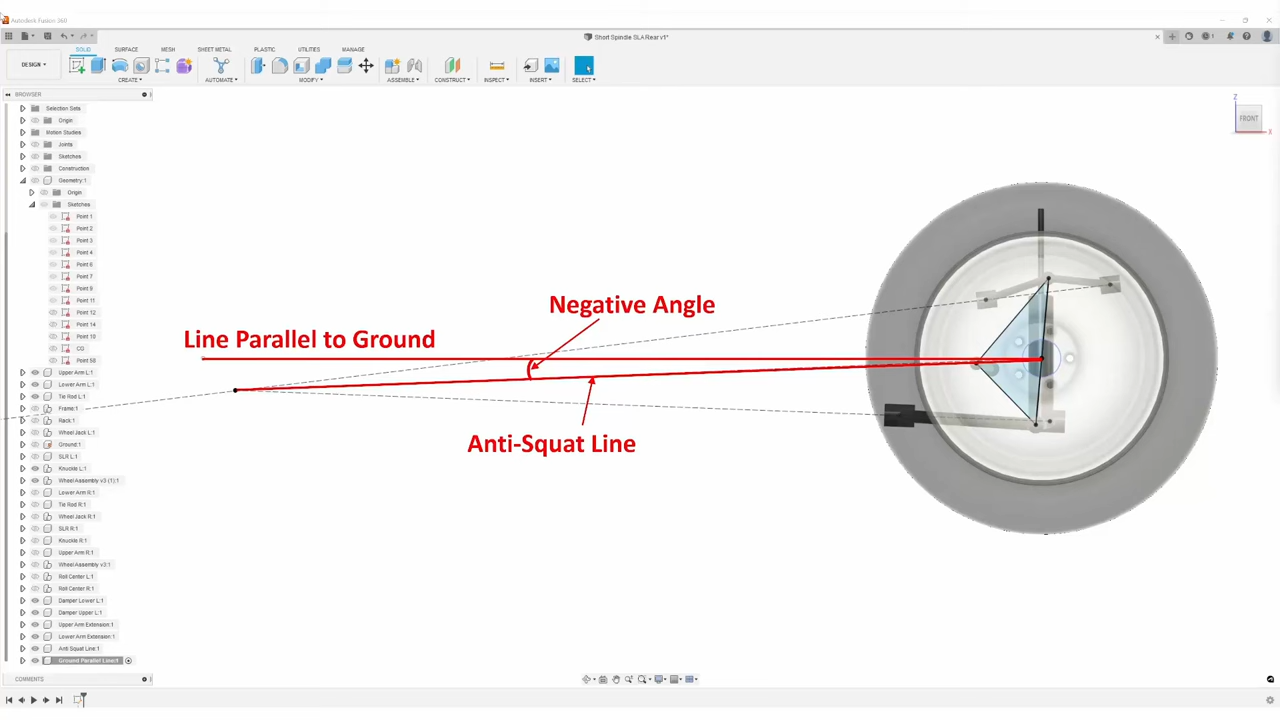 Autodesk Fusion 360
Short Spindle SLA Rear v1*
DESIGN
SOLID
SURFACE
MESH
SHEET METAL
PLASTIC
UTILITIES
MANAGE
CREATE
AUTOMATE
MODIFY
ASSEMBLE
CONSTRUCT
INSPECT
INSERT
SELECT
BROWSER
Z
FRONT
X
Selection Sets
Origin
Motion Studies
Joints
Sketches
Construction
Geometry:1
Origin
Sketches
Point 1
Point 2
Point 3
Point 4
Point 6
Point 7
Point 9
Point 11
Point 12
Point 14
Point 10
CG
Point 5B
Upper Arm L:1
Lower Arm L:1
Tie Rod L:1
Frame:1
Rack:1
Wheel Jack L:1
Ground:1
SLR L:1
Knuckle L:1
Wheel Assembly v3 (1):1
Lower Arm R:1
Tie Rod R:1
Wheel Jack R:1
SLR R:1
Knuckle R:1
Upper Arm R:1
Wheel Assembly v3:1
Roll Center L:1
Roll Center R:1
Damper Lower L:1
Damper Upper L:1
Upper Arm Extension:1
Lower Arm Extension:1
Anti Squat Line:1
Ground Parallel Line:1
Negative Angle
Line Parallel to Ground
Anti-Squat Line
COMMENTS